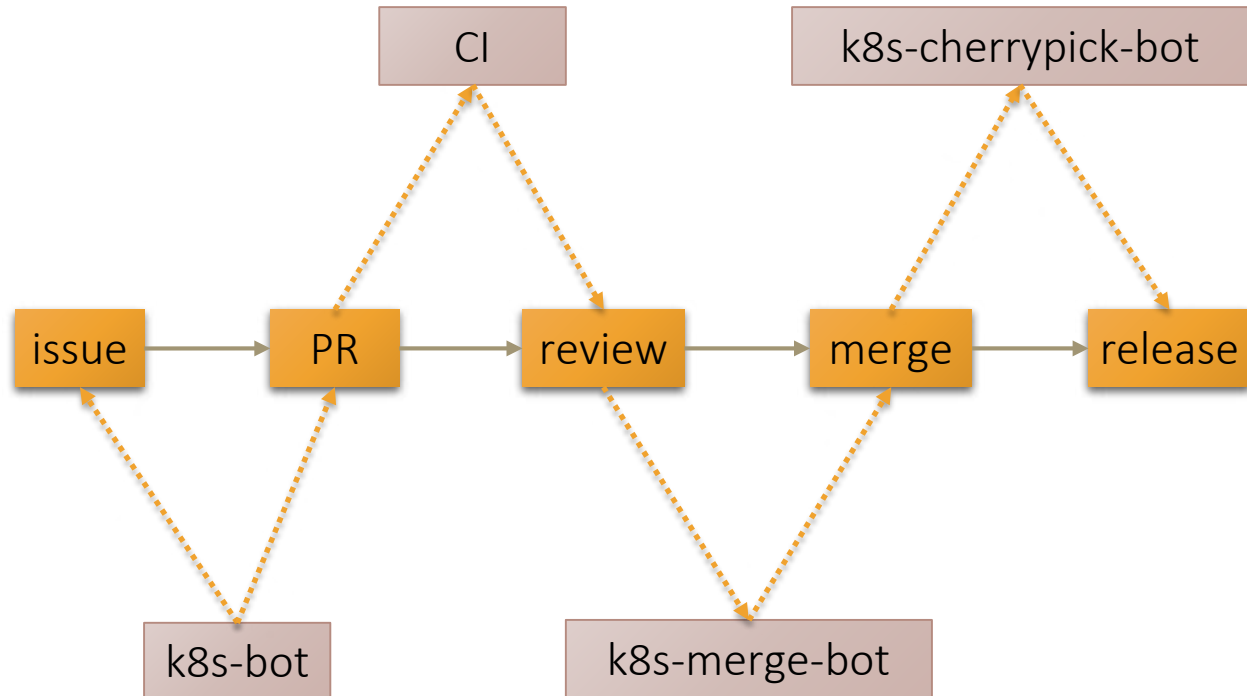 CI
k8s-cherrypick-bot
issue
PR
review
merge
release
k8s-bot
k8s-merge-bot